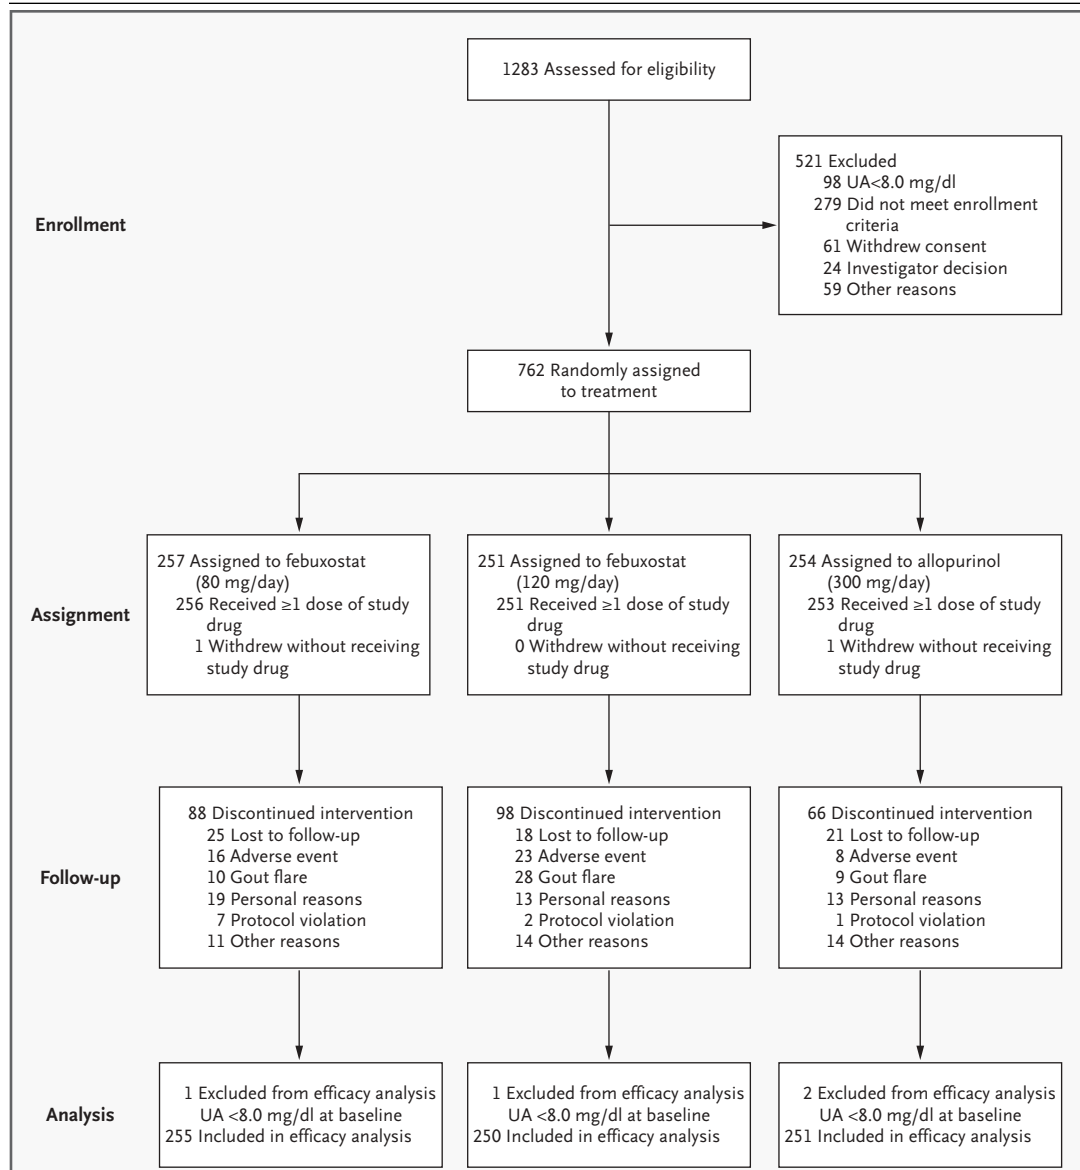 1283 Assessed for eligibility
521 Excluded
98 UA<8.0 mg/dl
279 Did not meet enrollment
criteria
61 Withdrew consent
24 Investigator decision
59 Other reasons
Enrollment
762 Randomly assigned
to treatment
257 Assigned to febuxostat
(80 mg/day)
256 Received ≥1 dose of study
drug
1 Withdrew without receiving
study drug
251 Assigned to febuxostat
(120 mg/day)
251 Received ≥1 dose of study
drug
0 Withdrew without receiving
study drug
254 Assigned to allopurinol
(300 mg/day)
253 Received ≥1 dose of study
drug
1 Withdrew without receiving
study drug
Assignment
88 Discontinued intervention
25 Lost to follow-up
16 Adverse event
10 Gout flare
19 Personal reasons
7 Protocol violation
11 Other reasons
98 Discontinued intervention
18 Lost to follow-up
23 Adverse event
28 Gout flare
13 Personal reasons
2 Protocol violation
14 Other reasons
66 Discontinued intervention
21 Lost to follow-up
8 Adverse event
9 Gout flare
13 Personal reasons
1 Protocol violation
14 Other reasons
Follow-up
1 Excluded from efficacy analysis
UA <8.0 mg/dl at baseline
255 Included in efficacy analysis
1 Excluded from efficacy analysis
UA <8.0 mg/dl at baseline
250 Included in efficacy analysis
2 Excluded from efficacy analysis
UA <8.0 mg/dl at baseline
251 Included in efficacy analysis
Analysis